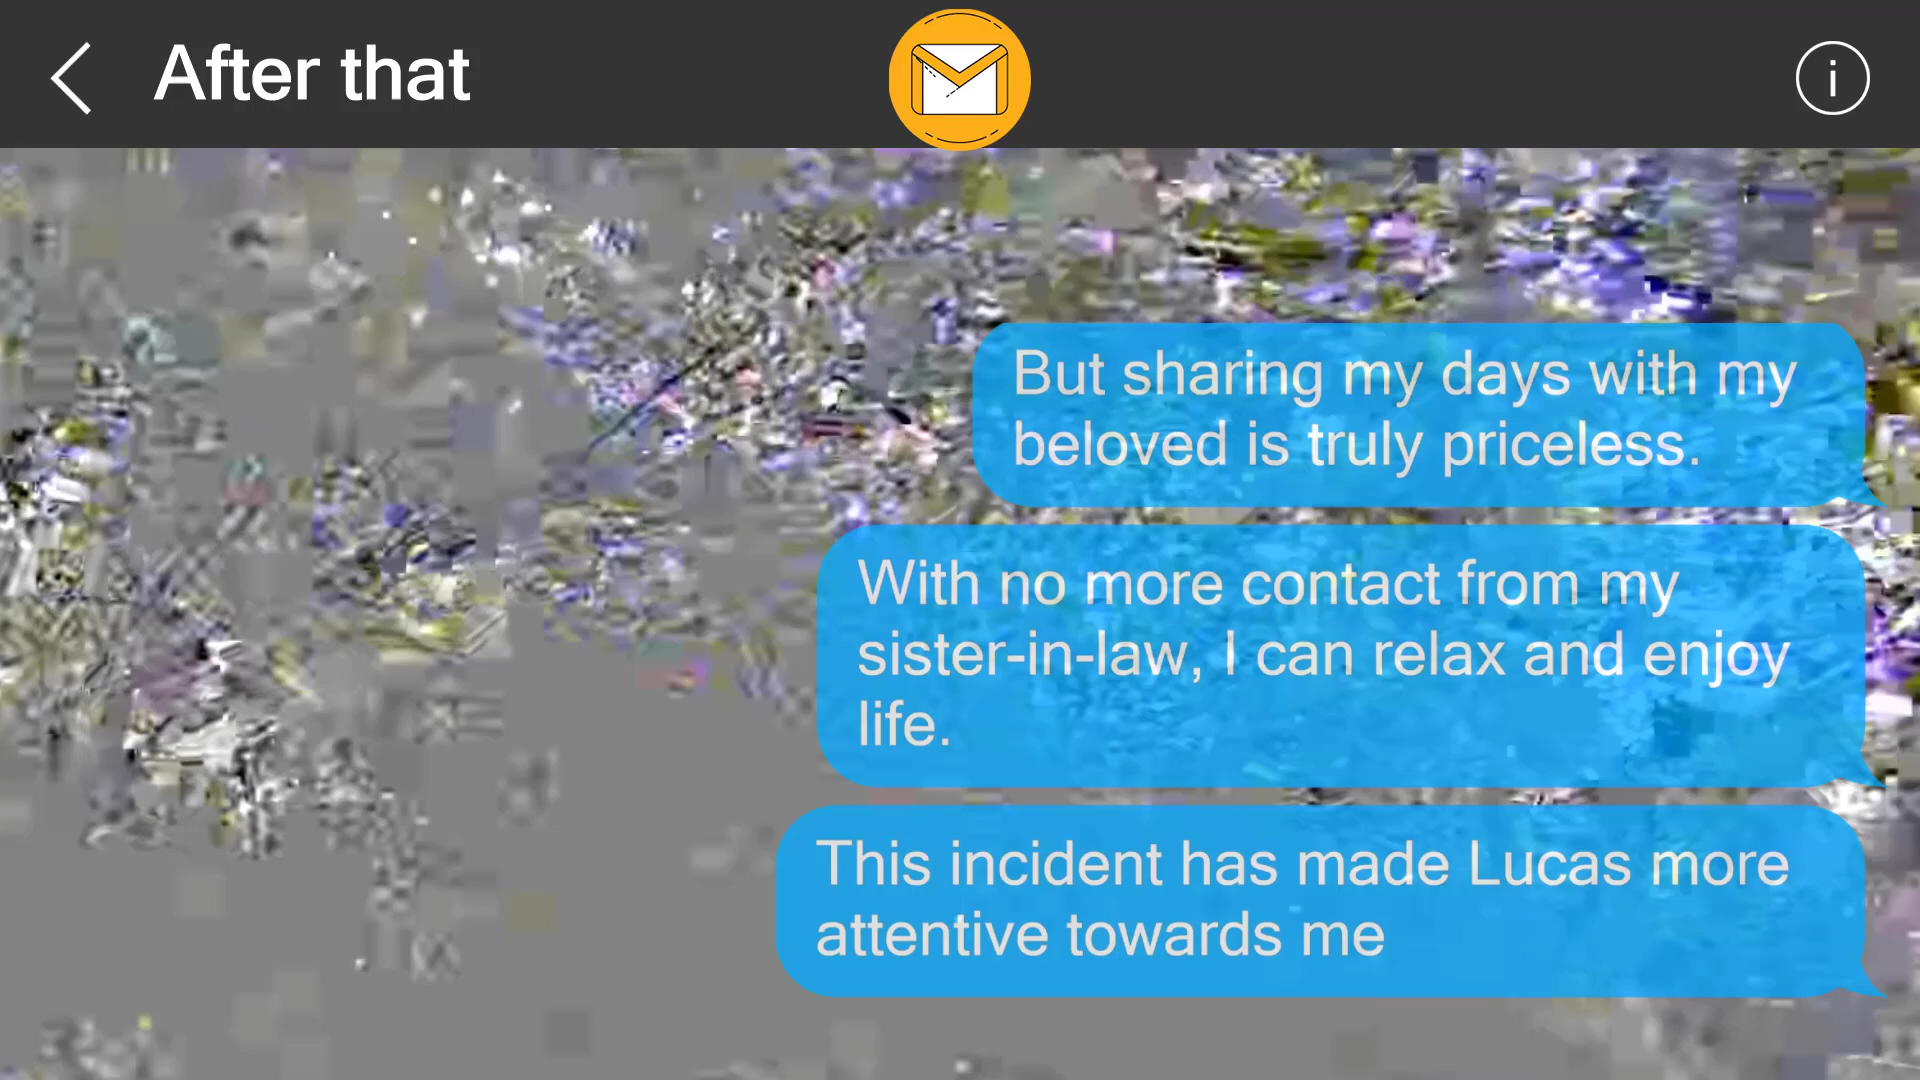 After that
But sharing my days with my
beloved is truly priceless.
With no more contact from my
sister-in-law, I can relax and enjoy
life.
This incident has made Lucas more
attentive towards me